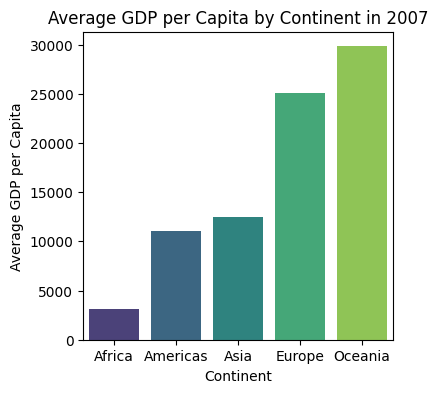 Average GDP per Capita by Continent in 2007
30000
25000
20000
15000
10000
5000
0
Average GDP per Capita
Africa Americas Asia Europe Oceania
Continent